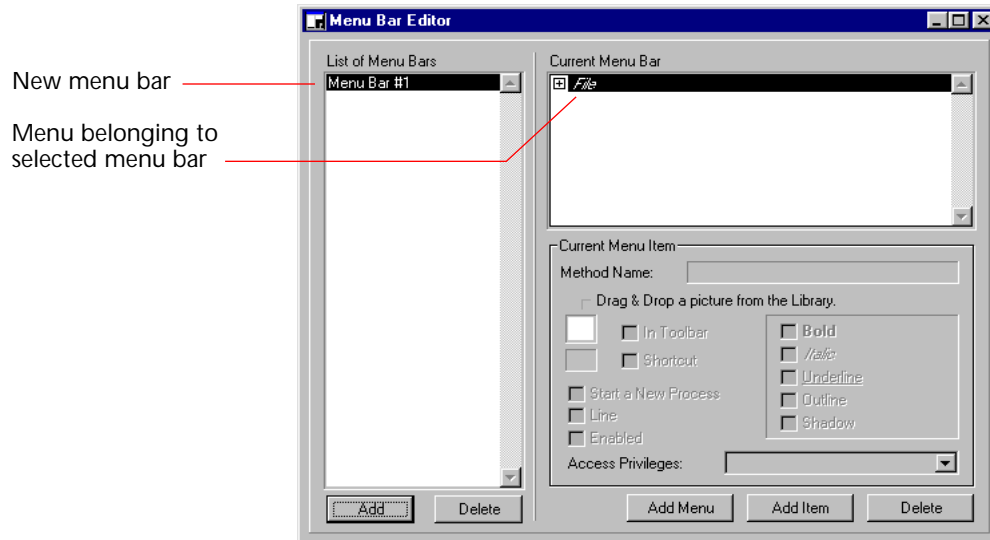 Menu Bar Editor
List of Menu Bars
Current Menu Bar
New menu bar
Menu Bar #1
File
Menu belonging to
selected menu bar
Current Menu Item
Method Name:
Drag & Drop a picture from the Library.
In Toolbar
Bold
Shortcut
Italic
Underline
Start a New Process
Outline
Line
Shadow
Enabled
Access Privileges:
Add
Delete
Add Menu
Add Item
Delete